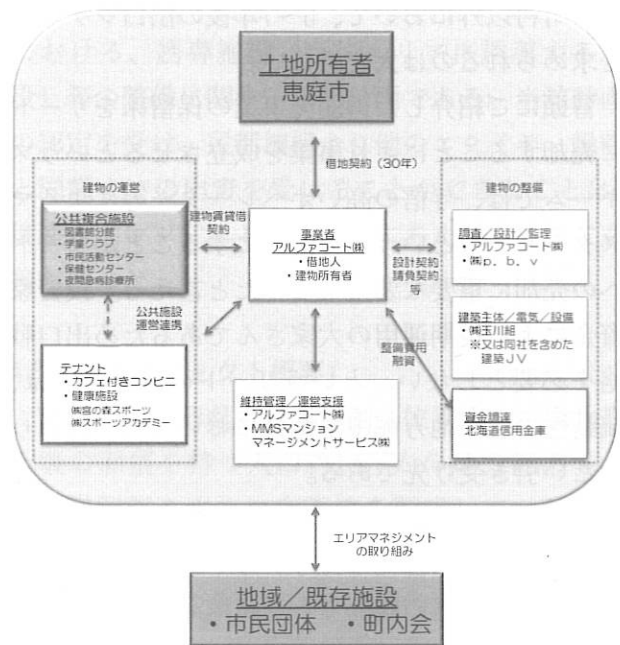 土地所有者
恵庭市
借地契約（30年）
建物の運営
公共複合施設
・図書館分館
・学童クラブ
・市民活動センター
・保健センター
・夜間急病診療所
建物賃貸借
契約
事業者
アルファコート㈱
・借地人
・建物所有者
設計契約
請負契約
等
建物の整備
調査／設計／監理
・アルファコート㈱
・㈱p．b．v
公共施設
運営連携
建築主体／電気／設備
・㈱玉川組
※又は同社を含めた
建築JV
テナント
・カフェ付きコンビニ
・健康施設
㈱宮の森スポーツ
㈱スポーツアカデミー
維持管理／運営支援
・アルファコート㈱
・MMSマンション
マネージメントサービス㈱
整備費用
融資
資金調達
北海道信用金庫
エリアマネジメント
の取り組み
地域／既存施設
・市民団体　・町内会